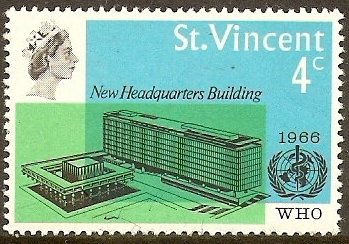 St. Vincent
4c
New Headquarters Building
1966
WHO